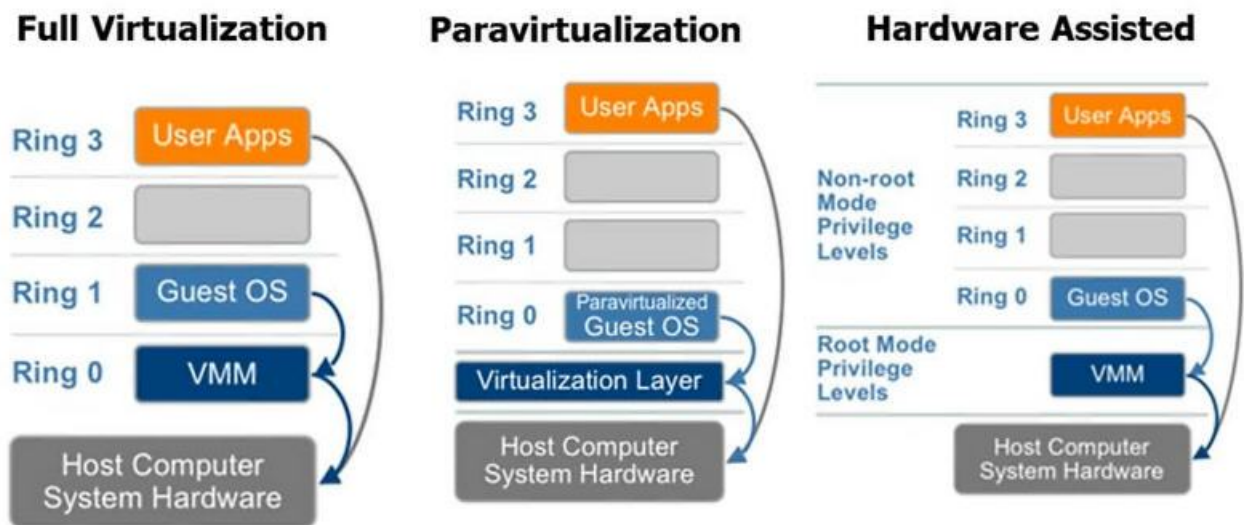 Full Virtualization
Ring 3
User Apps
Ring 2
Ring 1
Guest OS
Ring 0
VMM
Host Computer
System Hardware
Paravirtualization
Ring 3
User Apps
Ring 2
Ring 1
Ring 0
Paravirtualized
Guest OS
Virtualization Layer
Host Computer
System Hardware
Hardware Assisted
Non-root
Mode
Privilege
Levels
Ring 3
User Apps
Ring 2
Ring 1
Ring 0
Guest OS
Root Mode
Privilege
Levels
VMM
Host Computer
System Hardware